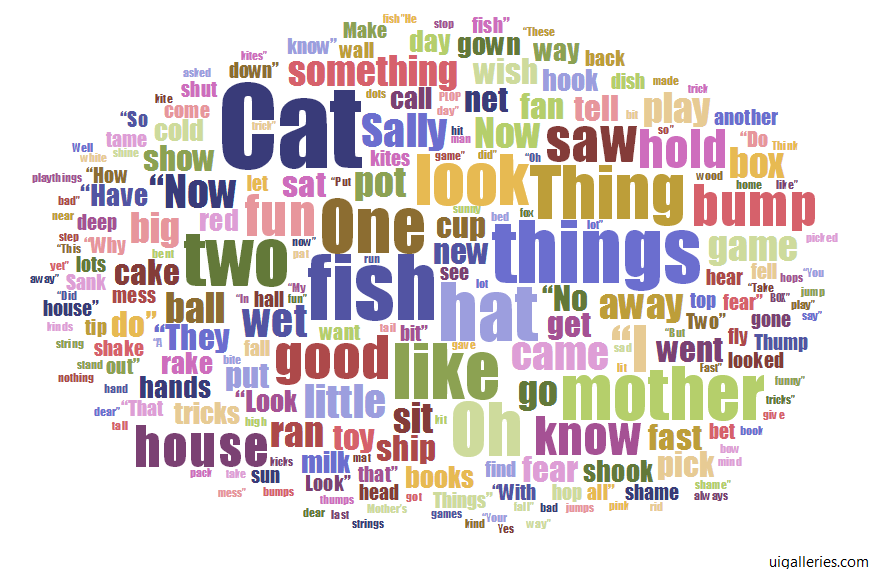 fish”He stop “These
Make day fish”
know” wall gown way back
kites” down” something wish hook dish made
asked shut dots call PLOP net trick
kite come Cat day” fan tell play another
“So trick” Sally hit man Now bit so” “Do
Well tame cold saw hold Think
white shine show kites game” did” “Oh box
playthings “How let sat “Put pot look Thing wood home like”
bad” “Have “Now sunny bed fox bump
near deep red fun One cup lot” picked
step big now” new things game
“This “Why two pat run see
yet” lots bent fish hear fell hops “You
away” Sank cake “My lot “No away top fear” “Take BOX” jump
“Did mess ball “In hall fun” hat play”
house” do” wet get Two” gone say”
kinds tip “They want tail bit” “But
string “A fall gave came “I fly Thump
shake good sad went looked
stand out” rake bite like lit fast” funny”
nothing hands put go mother
hand “Look little tricks”
dear” “That tricks high sit kit Oh give
tall ran toy know fast bet book
house ship bow
kicks milk mat find pick mind
pack take sun that” books fear shook
mess” bumps Look” head got Things” “With hop all” shame shame” always
thumps Mother's fall” bad jumps pink rid
dear last games kind “Your way”
strings Yes
uigalleries.com